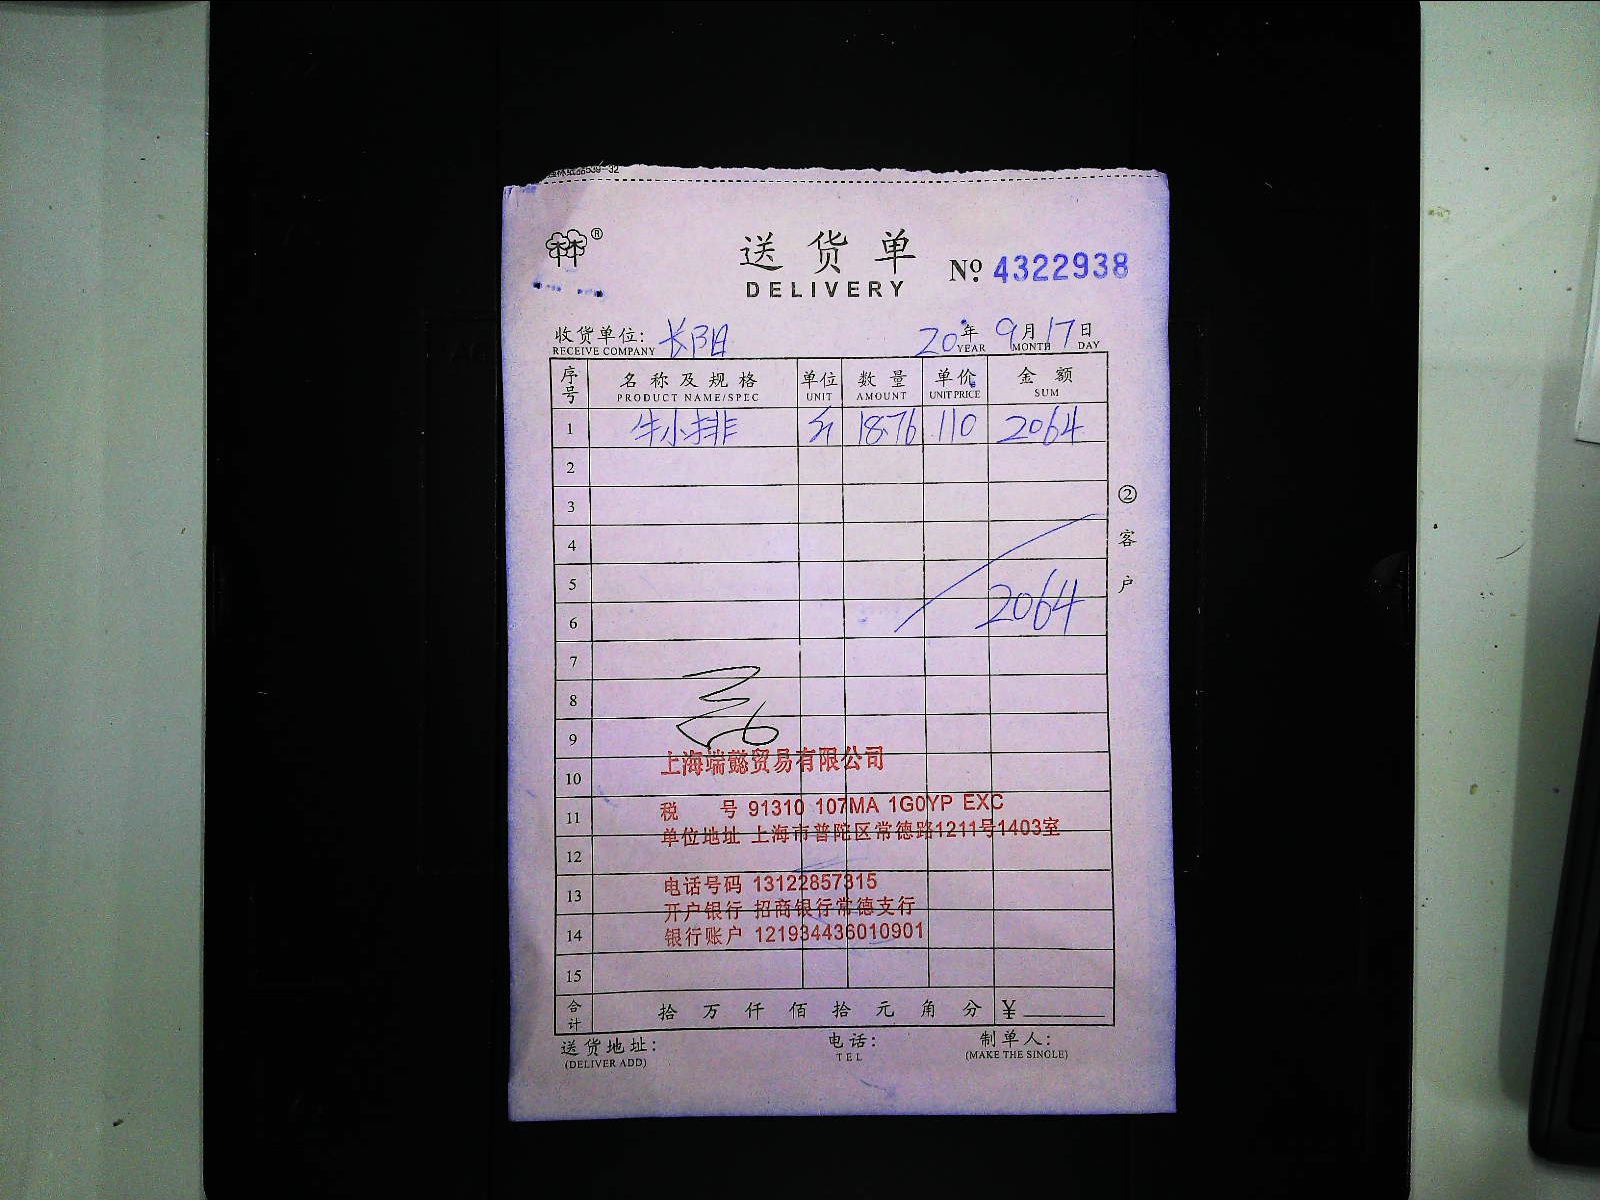 ®
送货单
DELIVERY
№ 4322938
收货单位: 长阳
RECEIVE COMPANY
20年 9月 17日
YEAR MONTH DAY
序号 名称及规格 单位 数量 单价 金额
PRODUCT NAME/SPEC UNIT AMOUNT UNIT PRICE SUM
1 牛小排 斤 18.76 110 2064
2
3
4
5
2064
6
7
8
9
10
11
12
13
14
15
②客户
上海端懿贸易有限公司
税 号 91310 107MA 1G0YP EXC
单位地址 上海市普陀区常德路1211号1403室
电话号码 13122857315
开户银行 招商银行常德支行
银行账户 121934436010901
合计 拾 万 仟 佰 拾 元 角 分 ¥
送货地址: 电话: 制单人:
(DELIVER ADD) TEL (MAKE THE SINGLE)